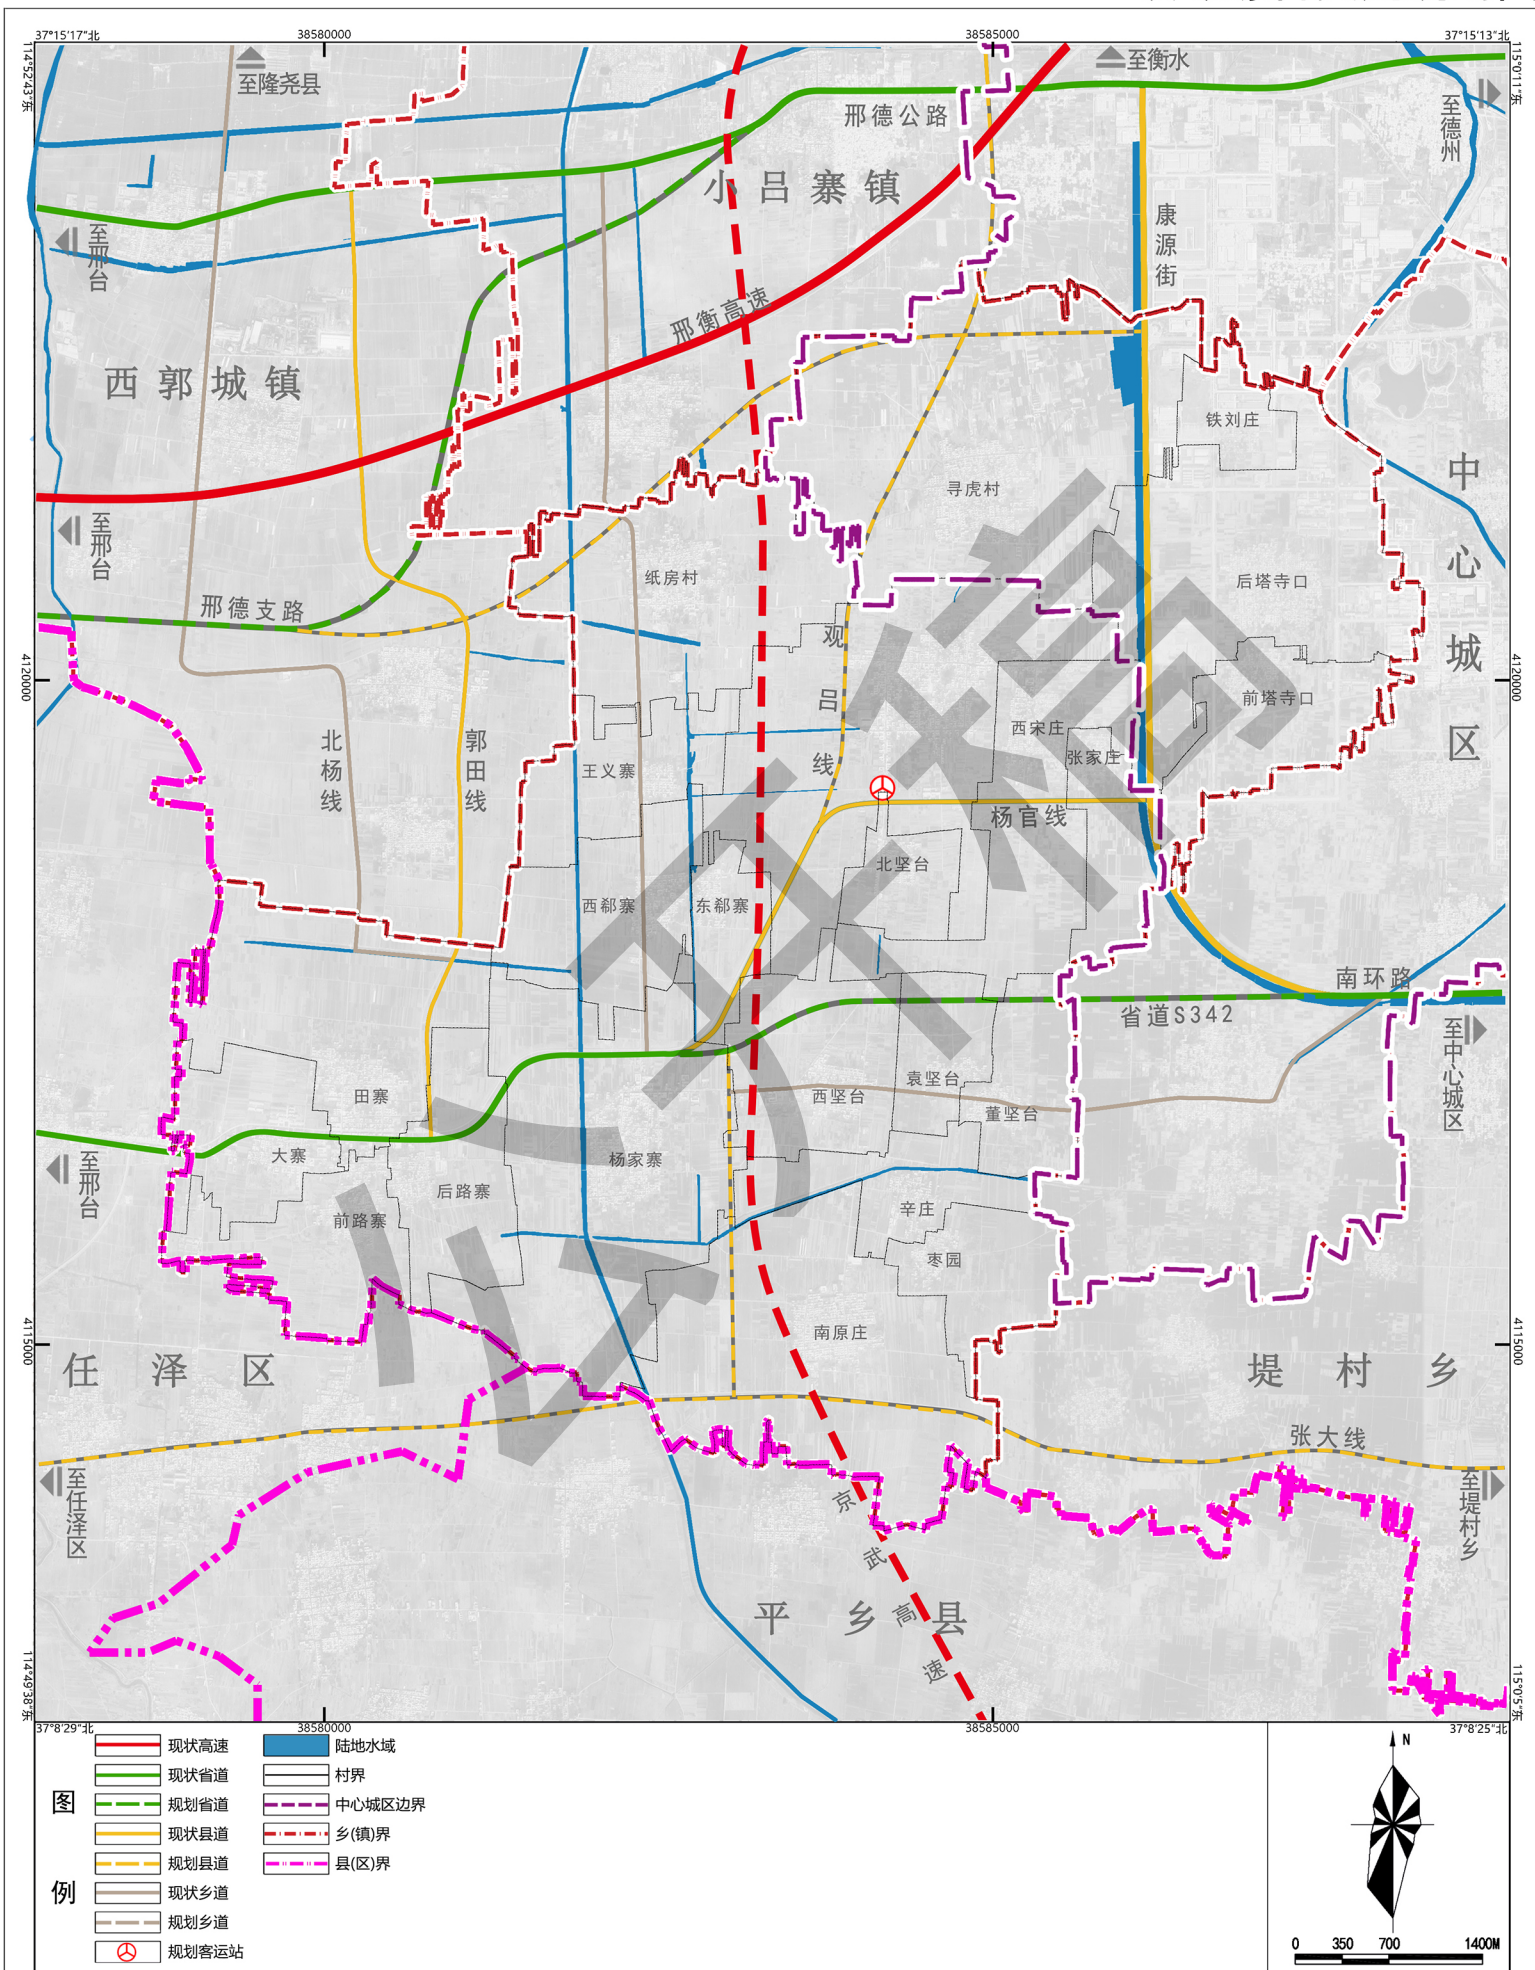 37°15′17″北
38580000
38585000
37°15′13″北
114°52′43″东
115°0′11″东
至隆尧县
至衡水
至德州
邢德公路
小吕寨镇
康源街
至邢台
邢衡高速
西郭城镇
铁刘庄
中心城区
寻虎村
至邢台
纸房村
后塔寺口
邢德支路
观吕线
4120000
4120000
前塔寺口
西宋庄
张家庄
北杨线
郭田线
王义寨
杨官线
北坚台
西郗寨
东郗寨
南环路
省道S342
至中心城区
袁坚台
西坚台
董坚台
田寨
大寨
杨家寨
至邢台
后路寨
前路寨
辛庄
枣园
南原庄
4115000
4115000
任泽区
堤村乡
张大线
至任泽区
至堤村乡
京武高速
平乡县
公开稿
114°49′38″东
115°0′5″东
37°8′29″北
38580000
38585000
37°8′25″北
图例
现状高速
现状省道
规划省道
现状县道
规划县道
现状乡道
规划乡道
规划客运站
陆地水域
村界
中心城区边界
乡(镇)界
县(区)界
N
0 350 700 1400M